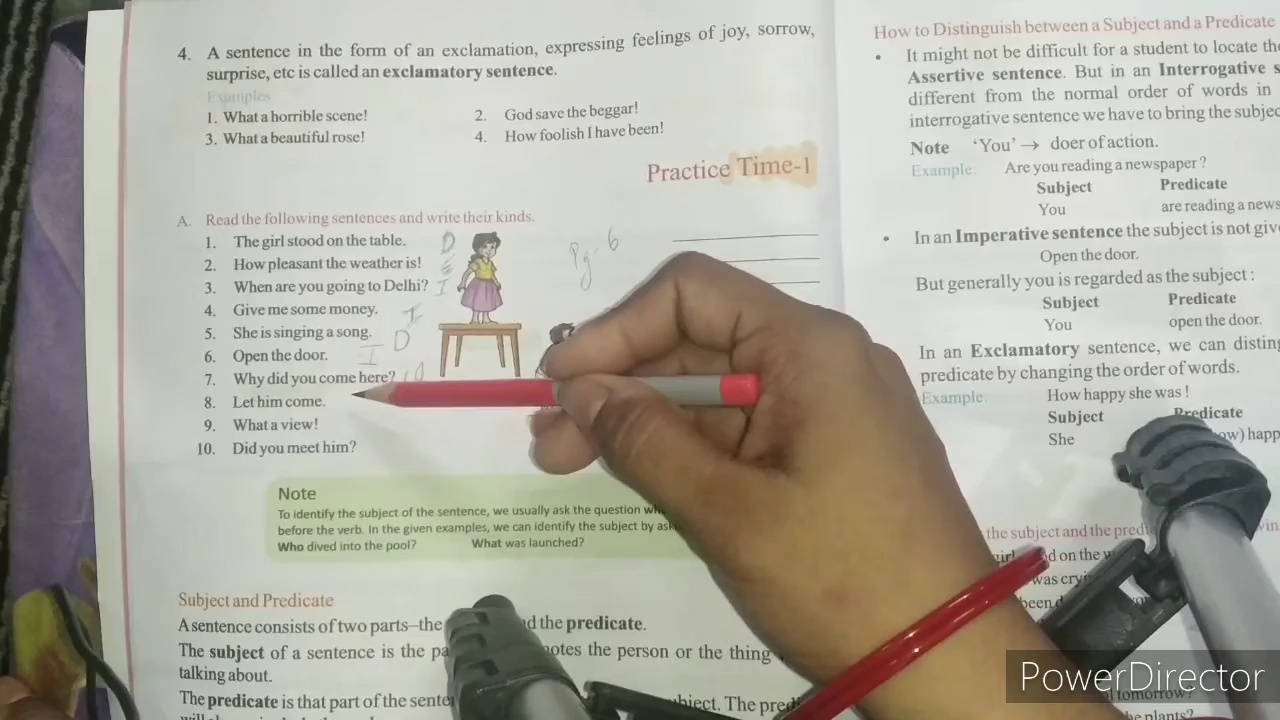 4. A sentence in the form of an exclamation, expressing feelings of joy, sorrow,
surprise, etc is called an exclamatory sentence.
Examples
1. What a horrible scene! 2. God save the beggar!
3. What a beautiful rose! 4. How foolish I have been!
Practice Time-1
A. Read the following sentences and write their kinds.
1. The girl stood on the table. D
2. How pleasant the weather is! E
3. When are you going to Delhi? I
4. Give me some money. I
5. She is singing a song. D
6. Open the door. I
7. Why did you come here?
8. Let him come.
9. What a view!
10. Did you meet him?
Pg-6
Note
To identify the subject of the sentence, we usually ask the question
before the verb. In the given examples, we can identify the subject by
Who dived into the pool? What was launched?
Subject and Predicate
A sentence consists of two parts–the and the predicate.
The subject of a sentence is the notes the person or the thing
talking about.
The predicate is that part of the The
How to Distinguish between a Subject and a Predicate
• It might not be difficult for a student to locate
Assertive sentence. But in an Interrogative
different from the normal order of words in
interrogative sentence we have to bring the
Note 'You' → doer of action.
Example: Are you reading a newspaper?
Subject Predicate
You are reading a
• In an Imperative sentence the subject is not
Open the door.
But generally you is regarded as the subject :
Subject Predicate
You open the door.
In an Exclamatory sentence, we can
predicate by changing the order of words.
Example: How happy she was !
Subject Predicate
She
the subject and the
on the
was
tomorrow?
plants?
PowerDirector